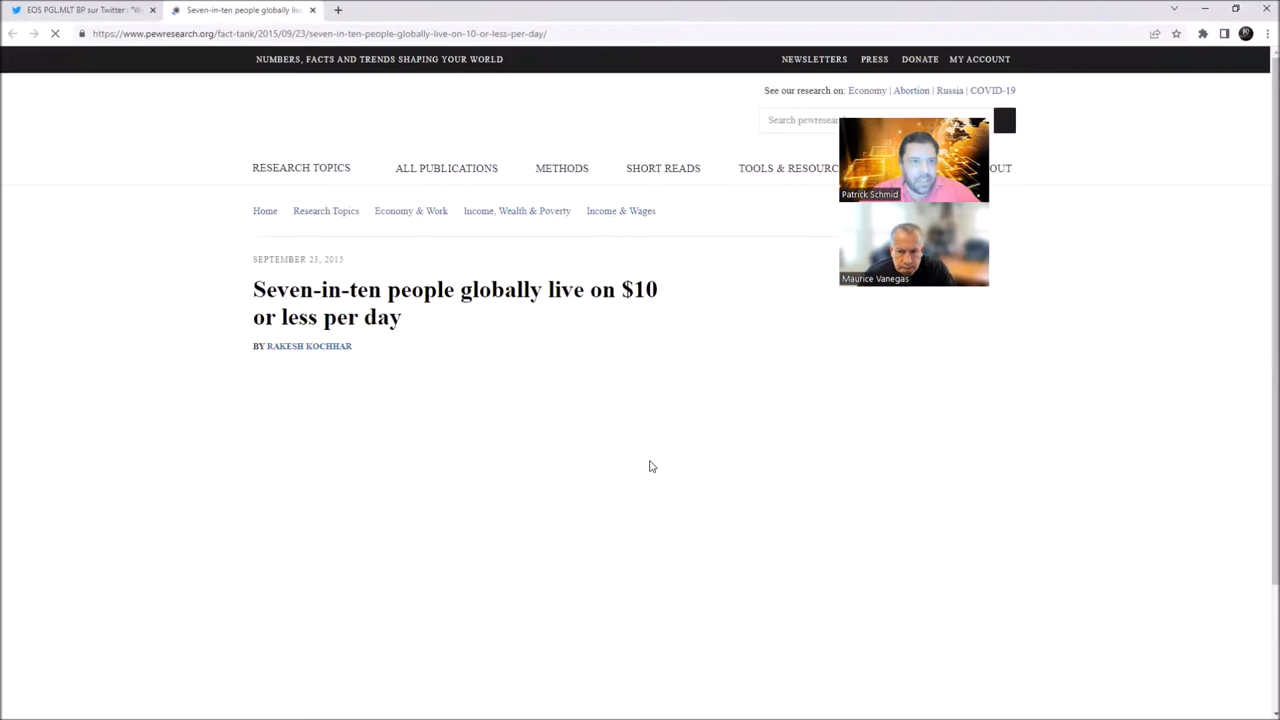 EOS PGL.MLT BP sur Twitter : "W
Seven-in-ten people globally liv
https://www.pewresearch.org/fact-tank/2015/09/23/seven-in-ten-people-globally-live-on-10-or-less-per-day/
NUMBERS, FACTS AND TRENDS SHAPING YOUR WORLD
NEWSLETTERS PRESS DONATE MY ACCOUNT
See our research on: Economy | Abortion | Russia | COVID-19
Search pewresear
RESEARCH TOPICS ALL PUBLICATIONS METHODS SHORT READS TOOLS & RESOURC OUT
Patrick Schmid
Home Research Topics Economy & Work Income, Wealth & Poverty Income & Wages
Maurice Vanegas
SEPTEMBER 23, 2015
Seven-in-ten people globally live on $10
or less per day
BY RAKESH KOCHHAR